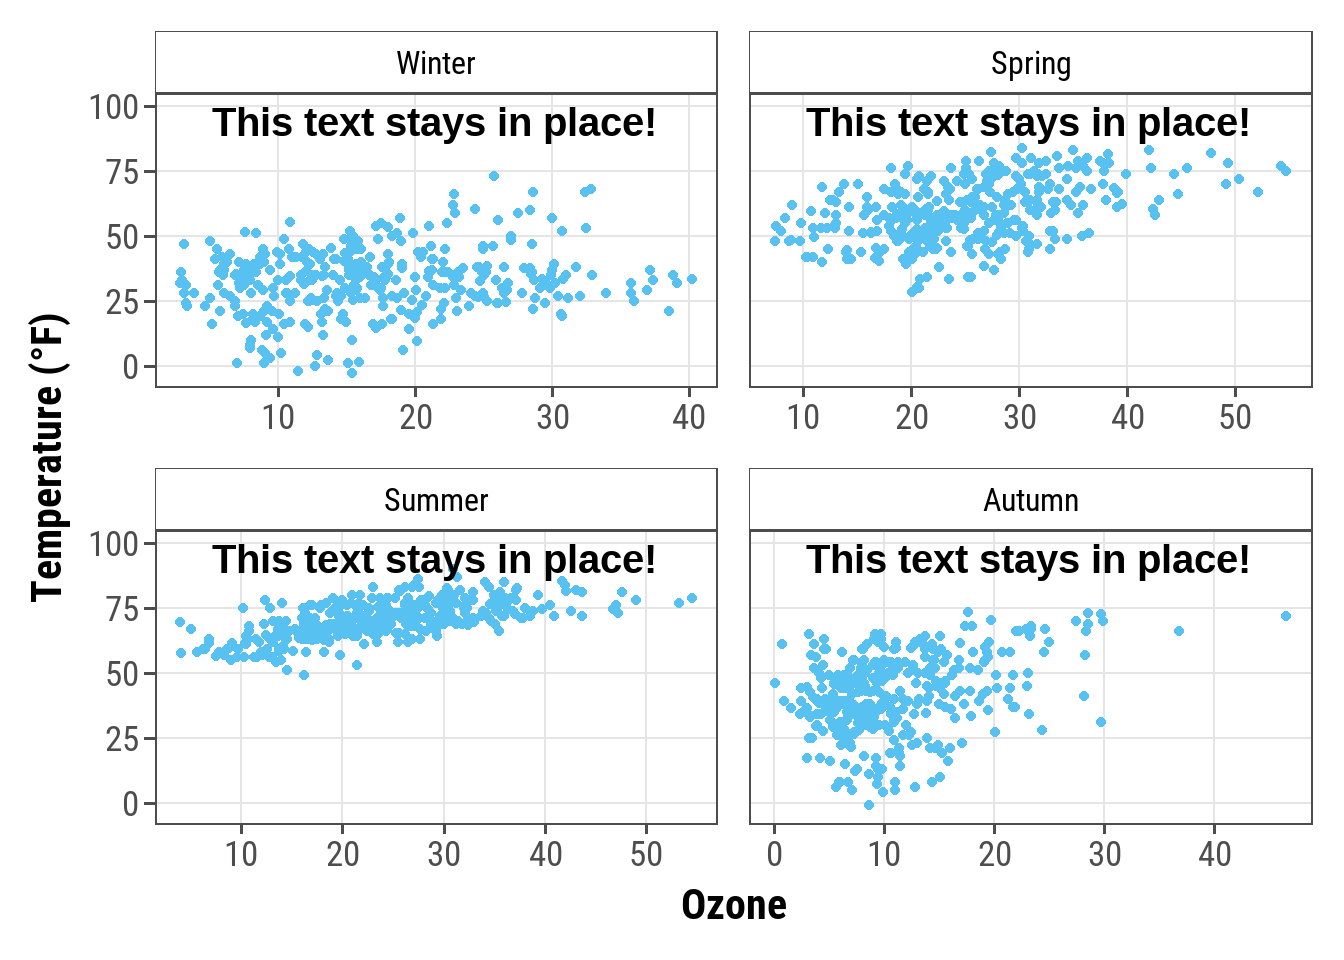 Winter
Spring
This text stays in place!
This text stays in place!
100
75
50
25
0
10 20 30 40
10 20 30 40 50
Summer
Autumn
This text stays in place!
This text stays in place!
100
75
50
25
0
10 20 30 40 50
0 10 20 30 40
Temperature (°F)
Ozone